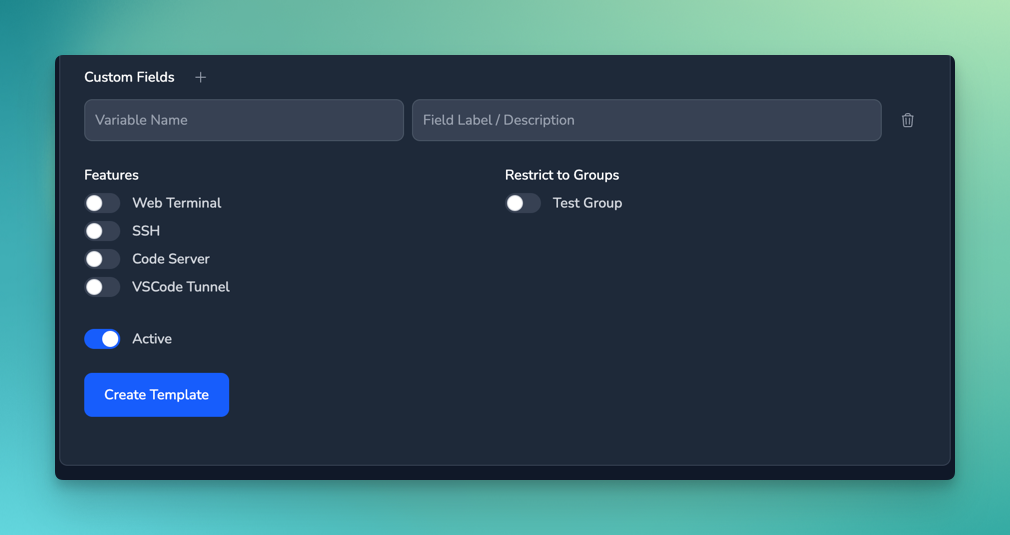 Custom Fields
Variable Name
Field Label / Description
Features
Web Terminal
SSH
Code Server
VSCode Tunnel
Restrict to Groups
Test Group
Active
Create Template